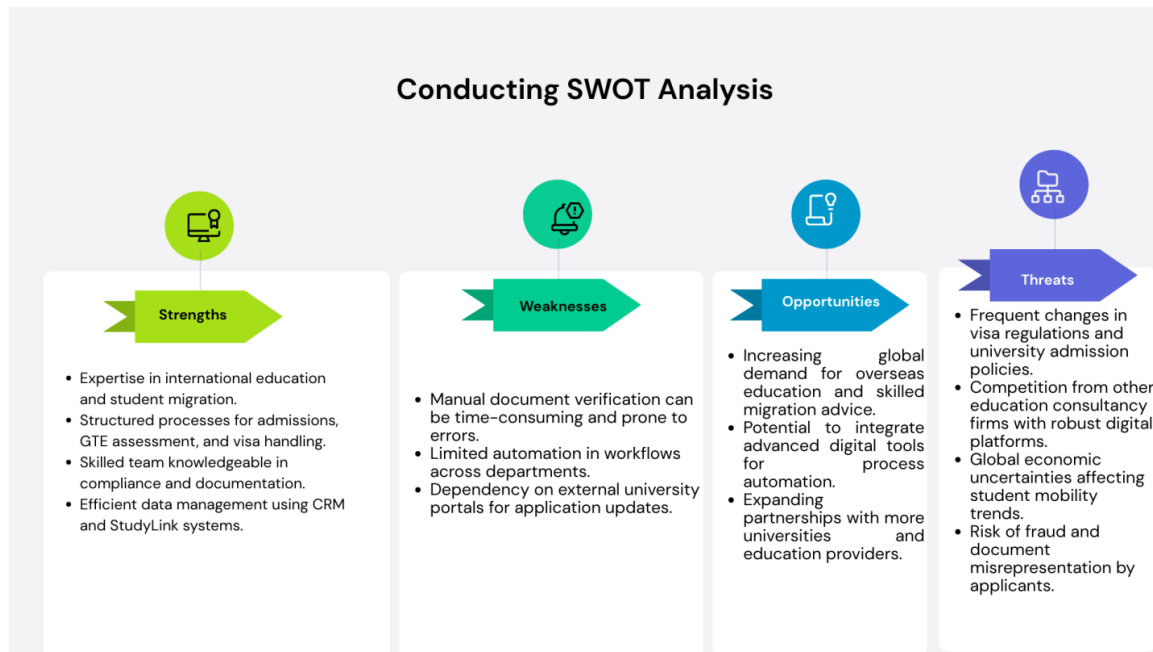 Conducting SWOT Analysis
Strengths
• Expertise in international education
and student migration.
• Structured processes for admissions,
GTE assessment, and visa handling.
• Skilled team knowledgeable in
compliance and documentation.
• Efficient data management using CRM
and StudyLink systems.
Weaknesses
• Manual document verification can
be time-consuming and prone to
errors.
• Limited automation in workflows
across departments.
• Dependency on external university
portals for application updates.
Opportunities
• Increasing global
demand for overseas
education and skilled
migration advice.
• Potential to integrate
advanced digital tools
for process
automation.
• Expanding
partnerships with more
universities and
education providers.
Threats
• Frequent changes in
visa regulations and
university admission
policies.
• Competition from other
education consultancy
firms with robust digital
platforms.
• Global economic
uncertainties affecting
student mobility
trends.
• Risk of fraud and
document
misrepresentation by
applicants.